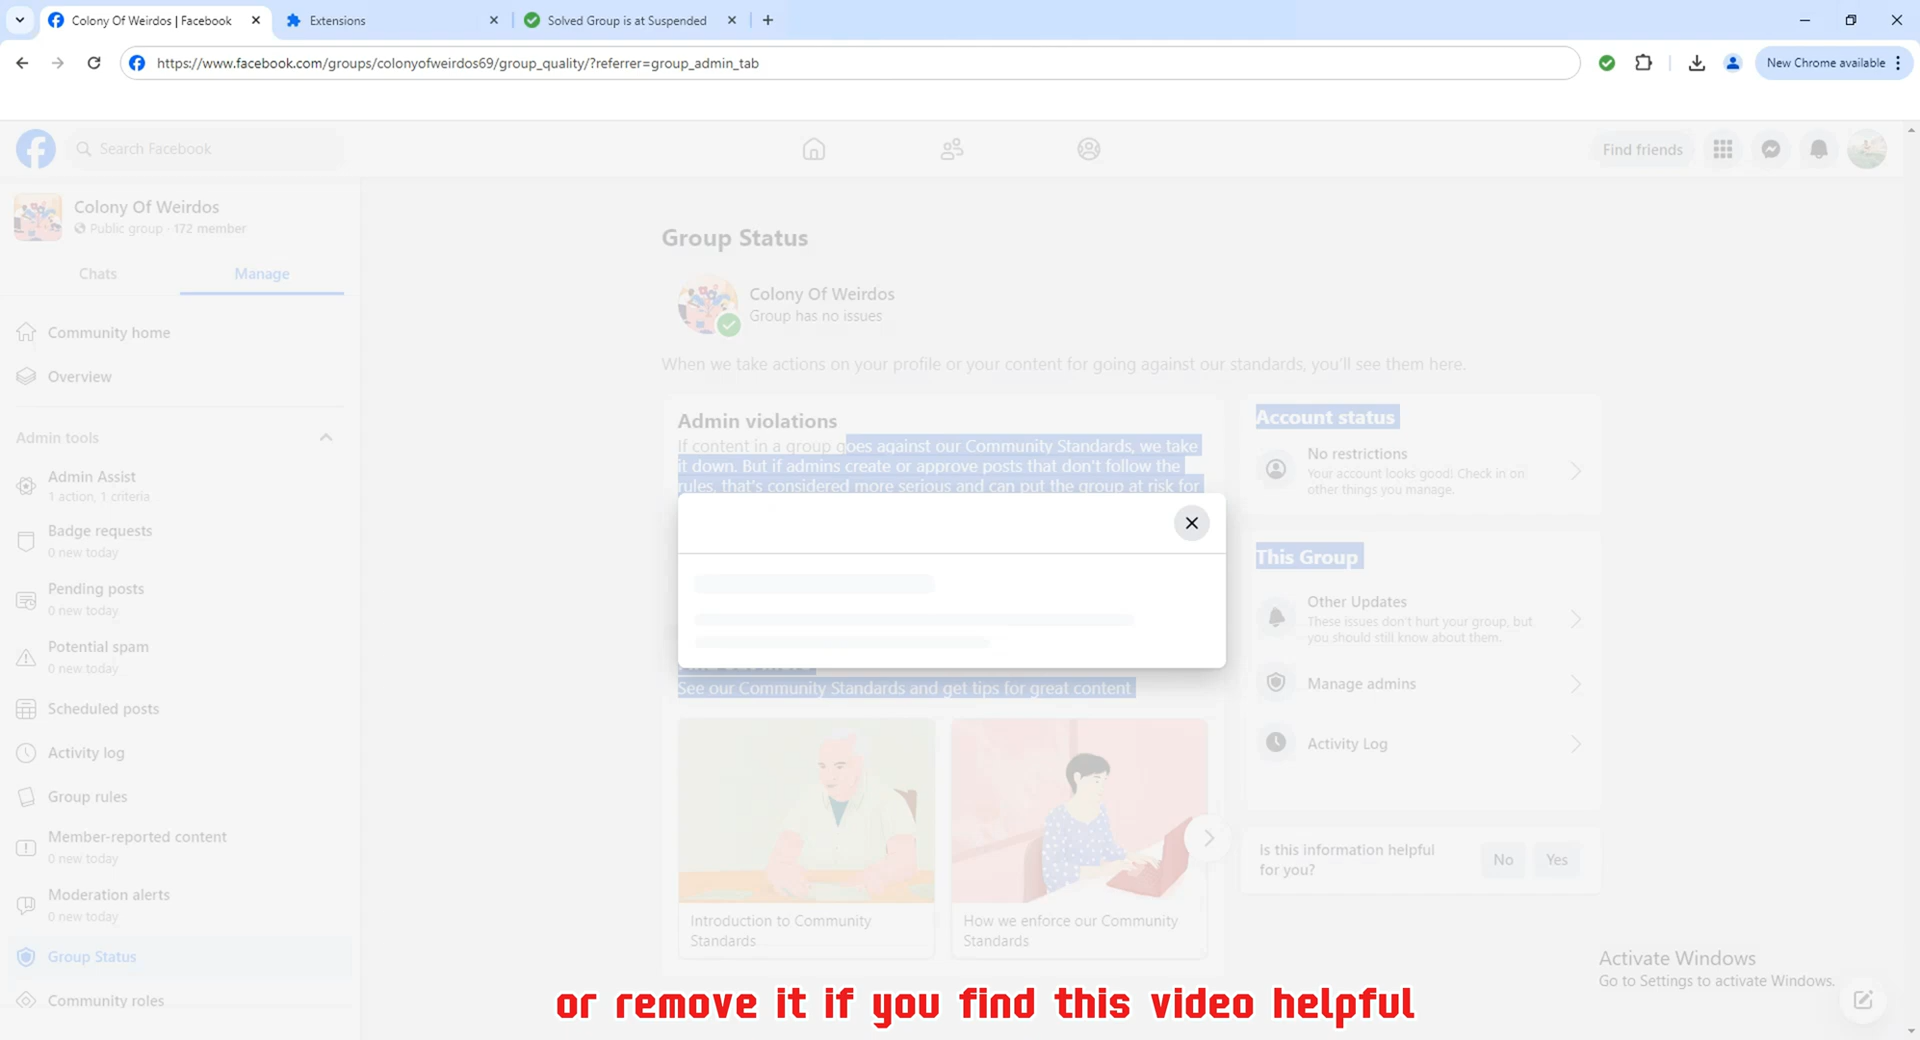 Colony Of Weirdos | Facebook
Extensions
Solved Group is at Suspended
https://www.facebook.com/groups/colonyofweirdos69/group_quality/?referrer=group_admin_tab
New Chrome available
Search Facebook
Find friends
Colony Of Weirdos
Public group · 172 member
Chats
Manage
Community home
Overview
Admin tools
Admin Assist
1 action, 1 criteria
Badge requests
0 new today
Pending posts
0 new today
Potential spam
0 new today
Scheduled posts
Activity log
Group rules
Member-reported content
0 new today
Moderation alerts
0 new today
Group Status
Community roles
Group Status
Colony Of Weirdos
Group has no issues
When we take actions on your profile or your content for going against our standards, you'll see them here.
Admin violations
If content in a group goes against our Community Standards, we take
it down. But if admins create or approve posts that don't follow the
rules, that's considered more serious and can put the group at risk for
See our Community Standards and get tips for great content
Introduction to Community
Standards
How we enforce our Community
Standards
Account status
No restrictions
Your account looks good! Check in on
other things you manage.
This Group
Other Updates
These issues don't hurt your group, but
you should still know about them.
Manage admins
Activity Log
Is this information helpful
for you?
No
Yes
Activate Windows
Go to Settings to activate Windows.
or remove it if you find this video helpful